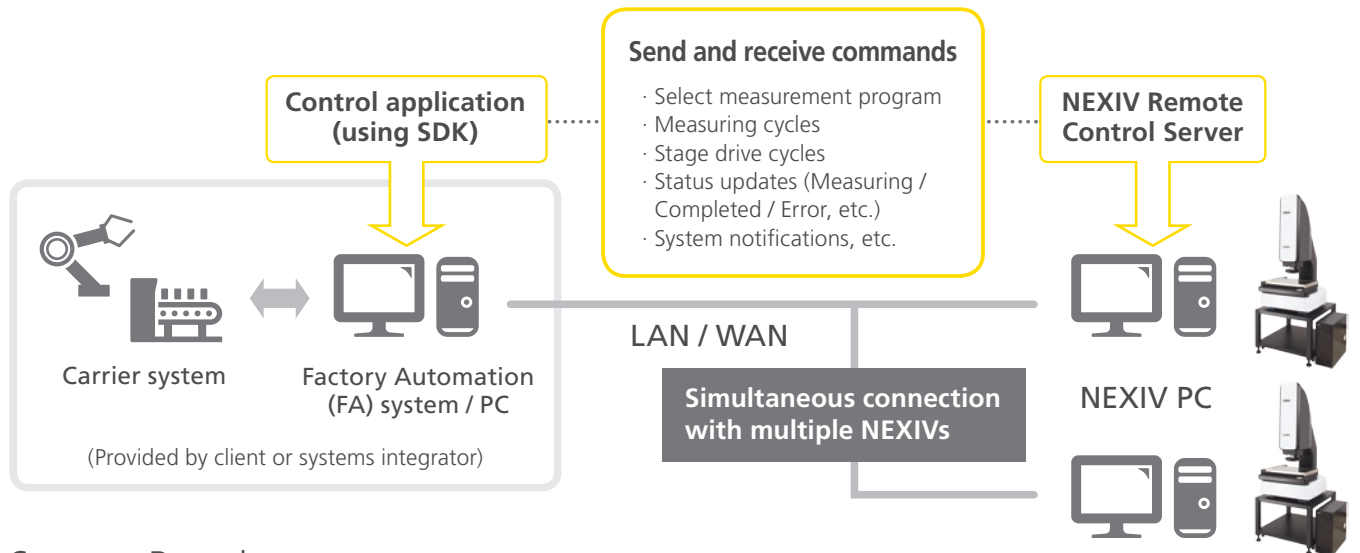 Send and receive commands
· Select measurement program
· Measuring cycles
· Stage drive cycles
· Status updates (Measuring /
Completed / Error, etc.)
· System notifications, etc.
Control application
(using SDK)
NEXIV Remote
Control Server
Carrier system
Factory Automation
(FA) system / PC
(Provided by client or systems integrator)
LAN / WAN
Simultaneous connection
with multiple NEXIVs
NEXIV PC